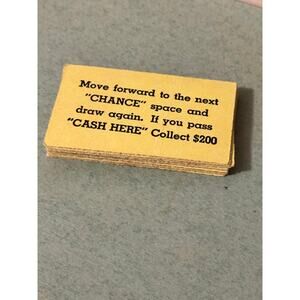 Move forward to the next
"CHANCE" space and
draw again. If you pass
"CASH HERE" Collect $200